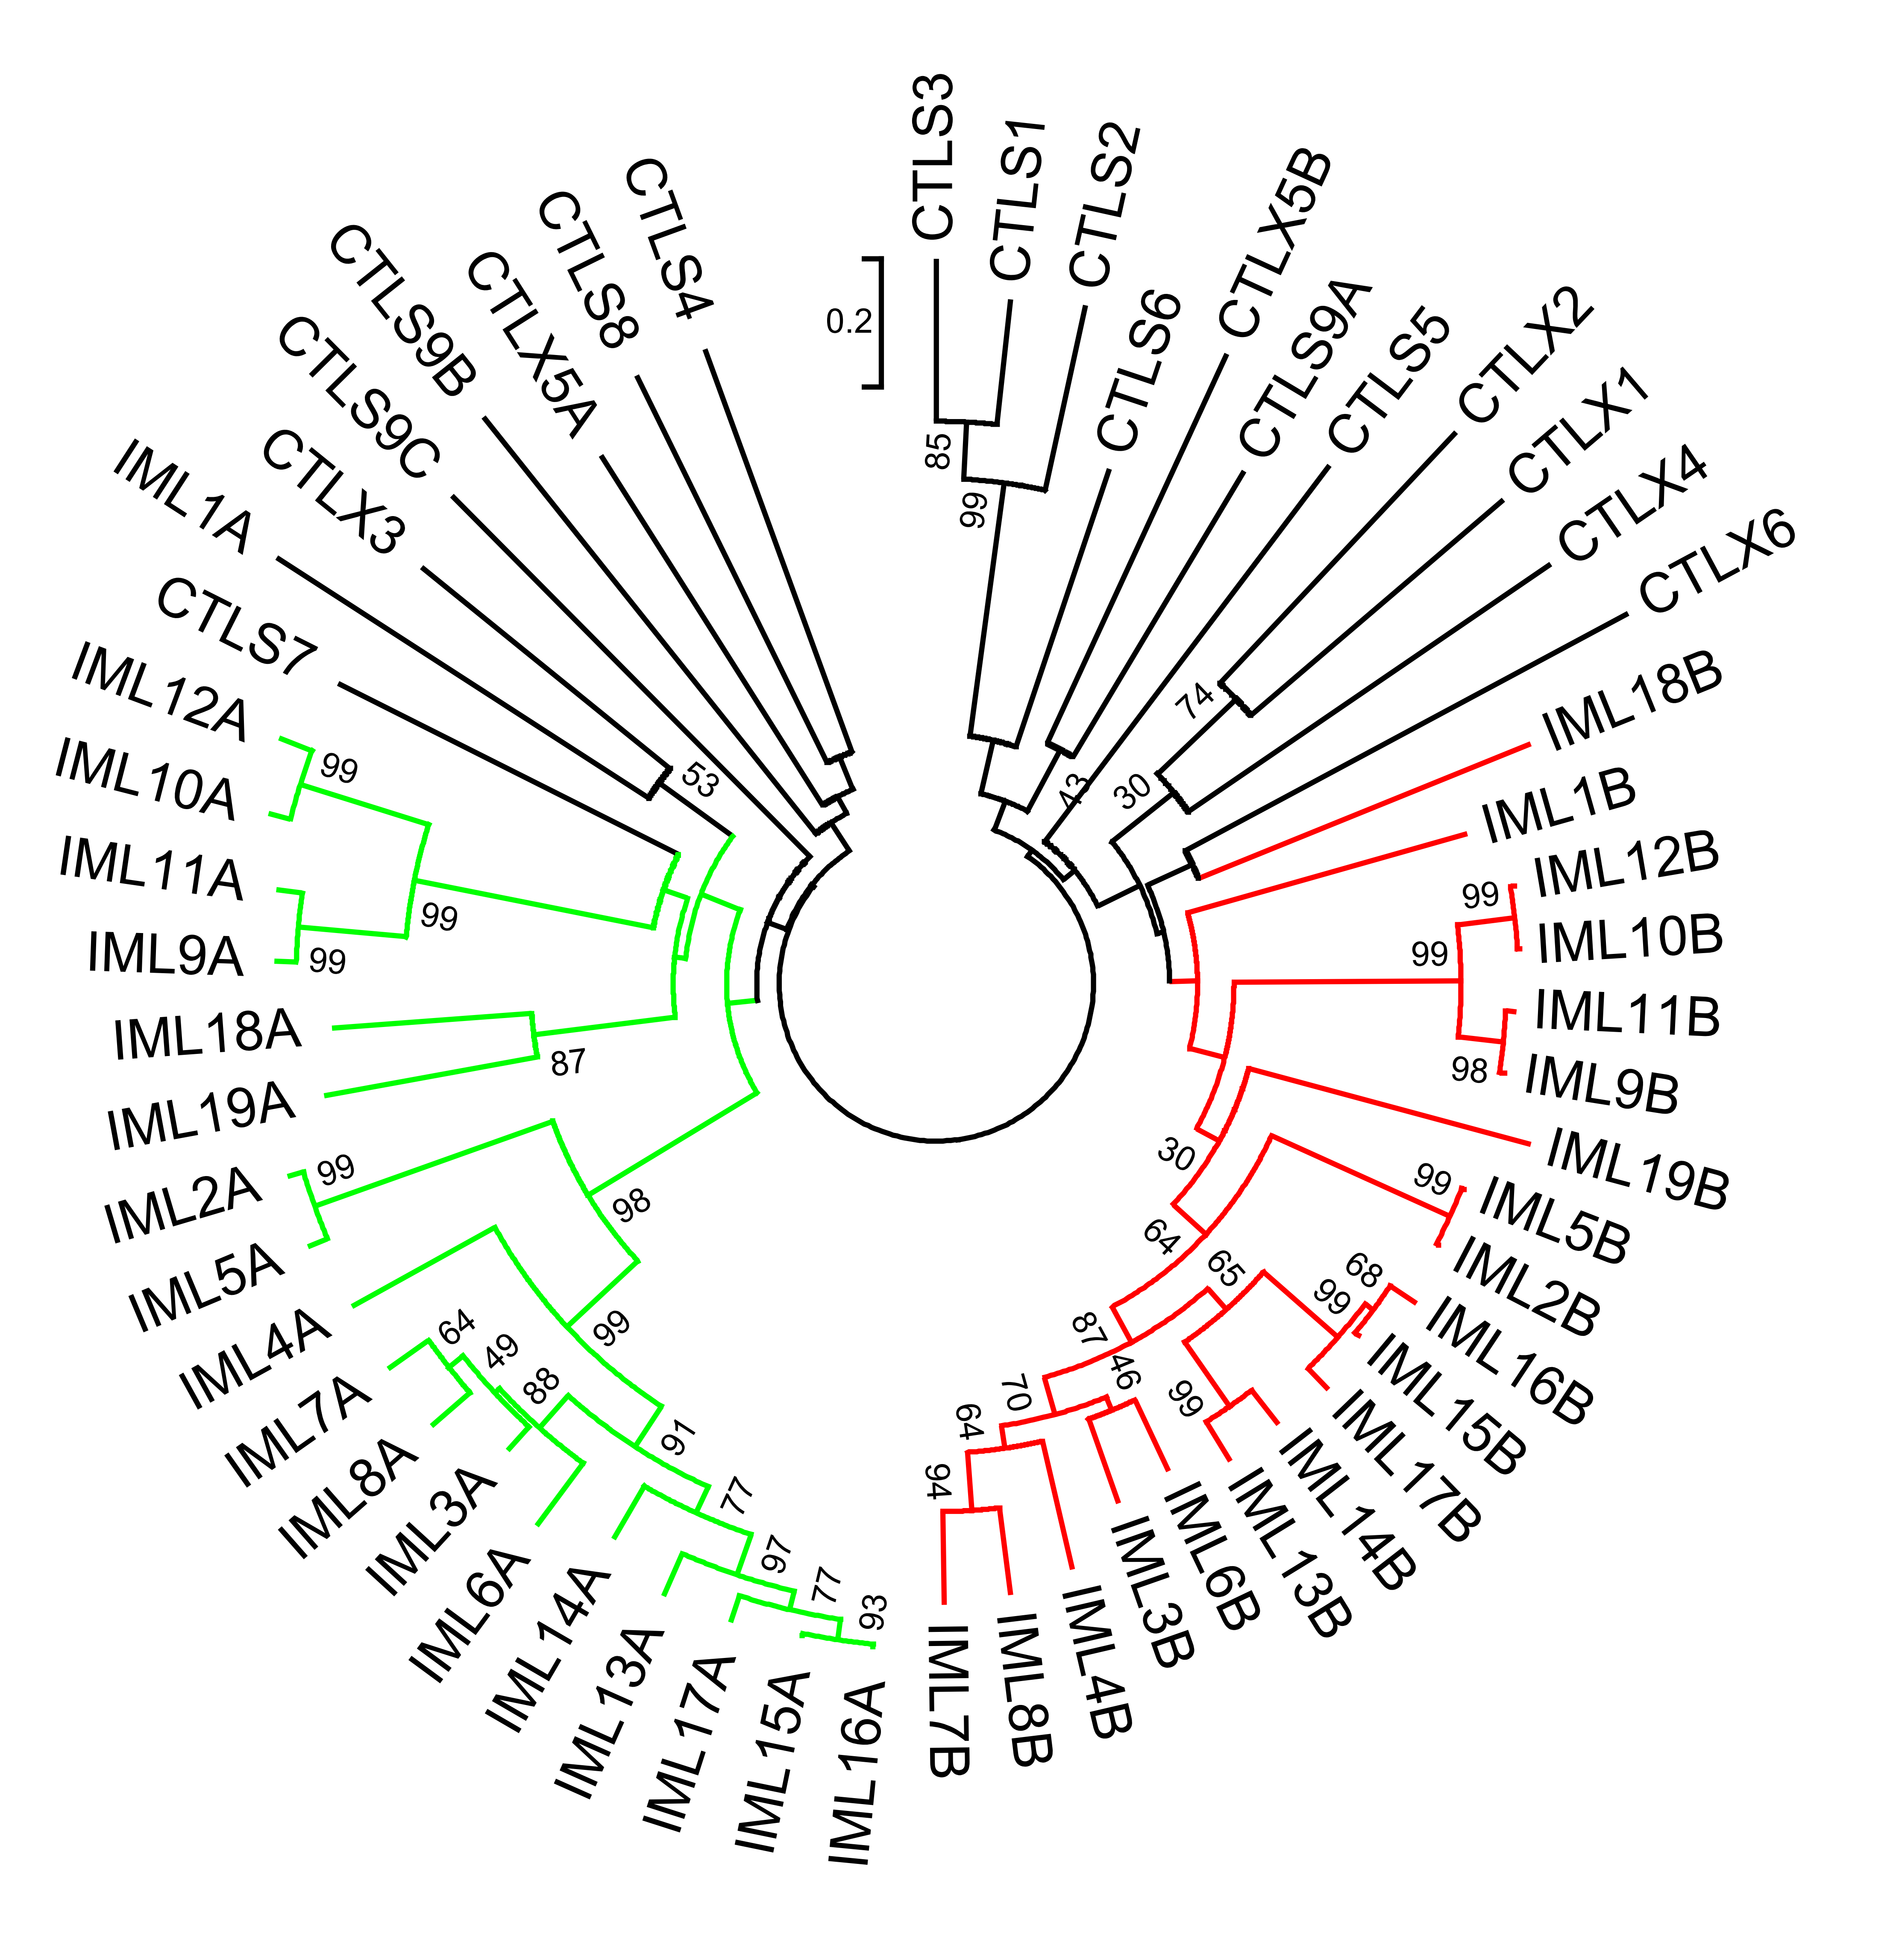 CTLS3
CTLS1
CTLS2
CTLS6
CTLX5B
CTLS9A
CTLS5
CTLX2
CTLX1
CTLX4
CTLX6
IML18B
IML1B
IML12B
IML10B
IML11B
IML9B
IML19B
IML5B
IML2B
IML16B
IML15B
IML17B
IML14B
IML13B
IML6B
IML3B
IML4B
IML8B
IML7B
IML16A
IML15A
IML17A
IML13A
IML14A
IML6A
IML3A
IML8A
IML7A
IML4A
IML5A
IML2A
IML19A
IML18A
IML9A
IML11A
IML10A
IML12A
CTLS7
IML1A
CTLX3
CTLS9C
CTLS9B
CTLX5A
CTLS8
CTLS4
0.2
85
99
43
74
30
99
99
98
30
99
64
65
68
99
87
46
99
70
64
94
93
77
97
77
91
88
49
64
99
98
99
87
99
99
99
53